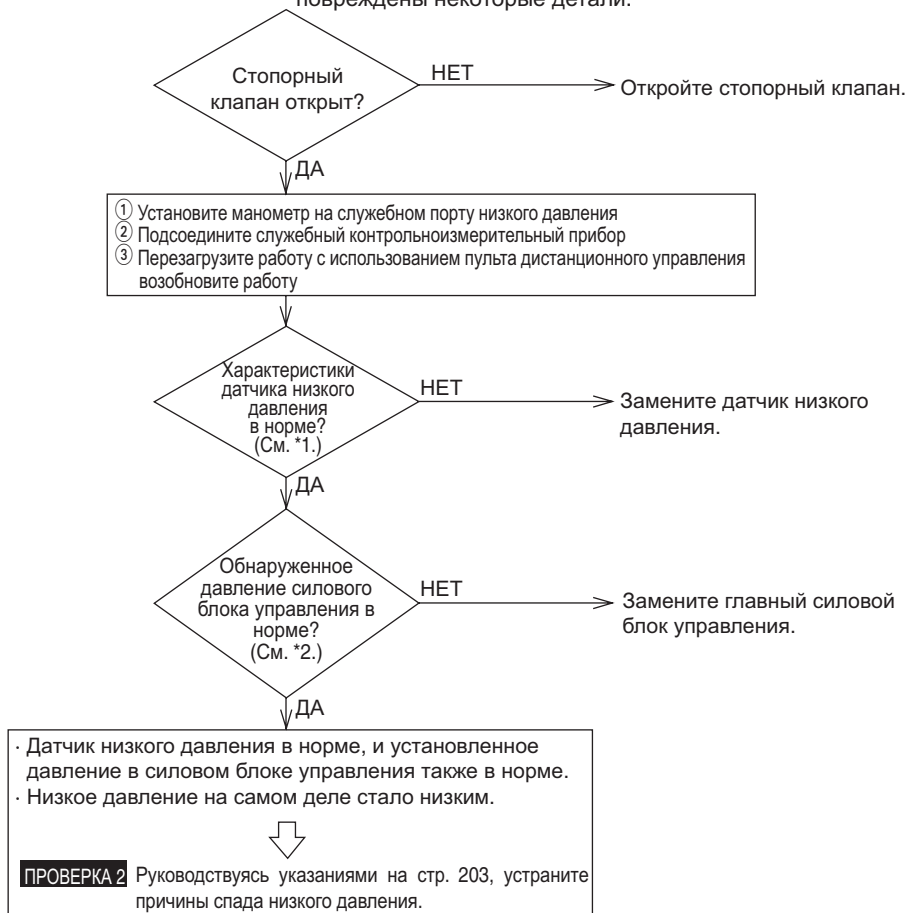 повреждены некоторые детали.
Стопорный
клапан открыт?
НЕТ
Откройте стопорный клапан.
ДА
① Установите манометр на служебном порту низкого давления
② Подсоедините служебный контрольноизмерительный прибор
③ Перезагрузите работу с использованием пульта дистанционного управления
возобновите работу
Характеристики
датчика низкого
давления
в норме?
(См. *1.)
НЕТ
Замените датчик низкого
давления.
ДА
Обнаруженное
давление силового
блока управления в
норме?
(См. *2.)
НЕТ
Замените главный силовой
блок управления.
ДА
· Датчик низкого давления в норме, и установленное
давление в силовом блоке управления также в норме.
· Низкое давление на самом деле стало низким.
ПРОВЕРКА 2 Руководствуясь указаниями на стр. 203, устраните
причины спада низкого давления.